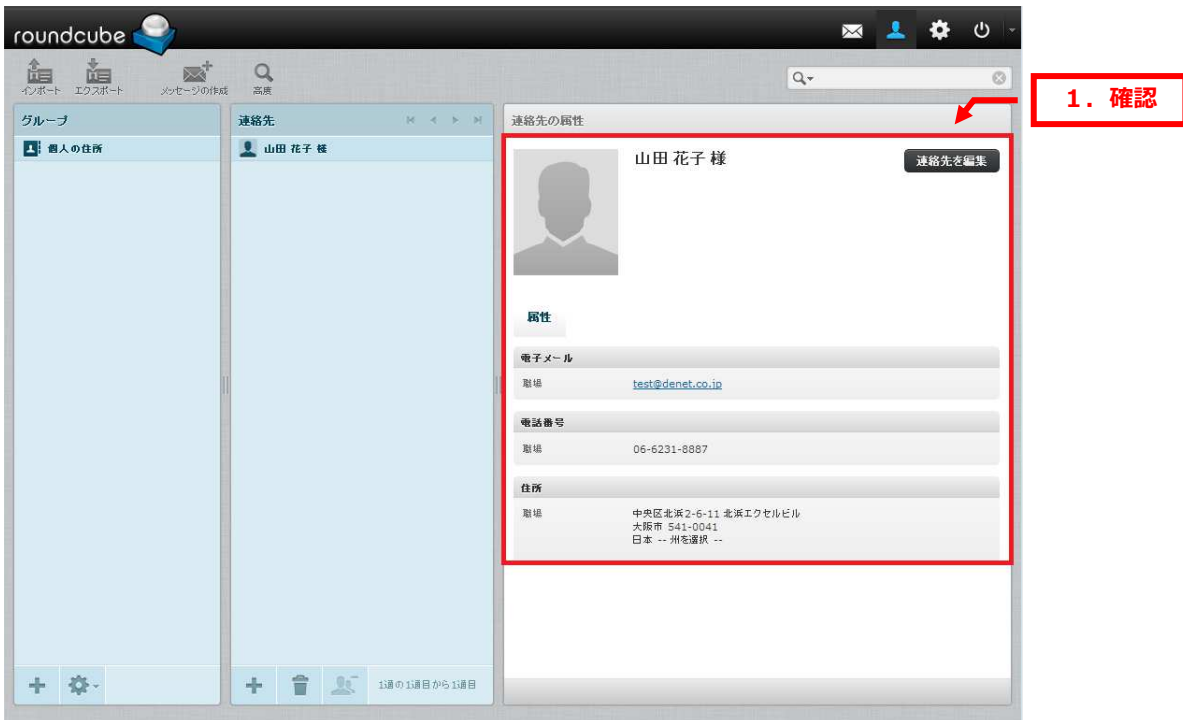 roundcube
インポート エクスポート メッセージの作成 高度
1. 確認
グループ
連絡先
連絡先の属性
個人の住所
山田 花子 様
山田 花子 様
連絡先を編集
属性
電子メール
職場 test@denet.co.jp
電話番号
職場 06-6231-8887
住所
職場 中央区北浜2-6-11 北浜エクセルビル
大阪市 541-0041
日本 -- 州を選択 --
1通の1通目から1通目